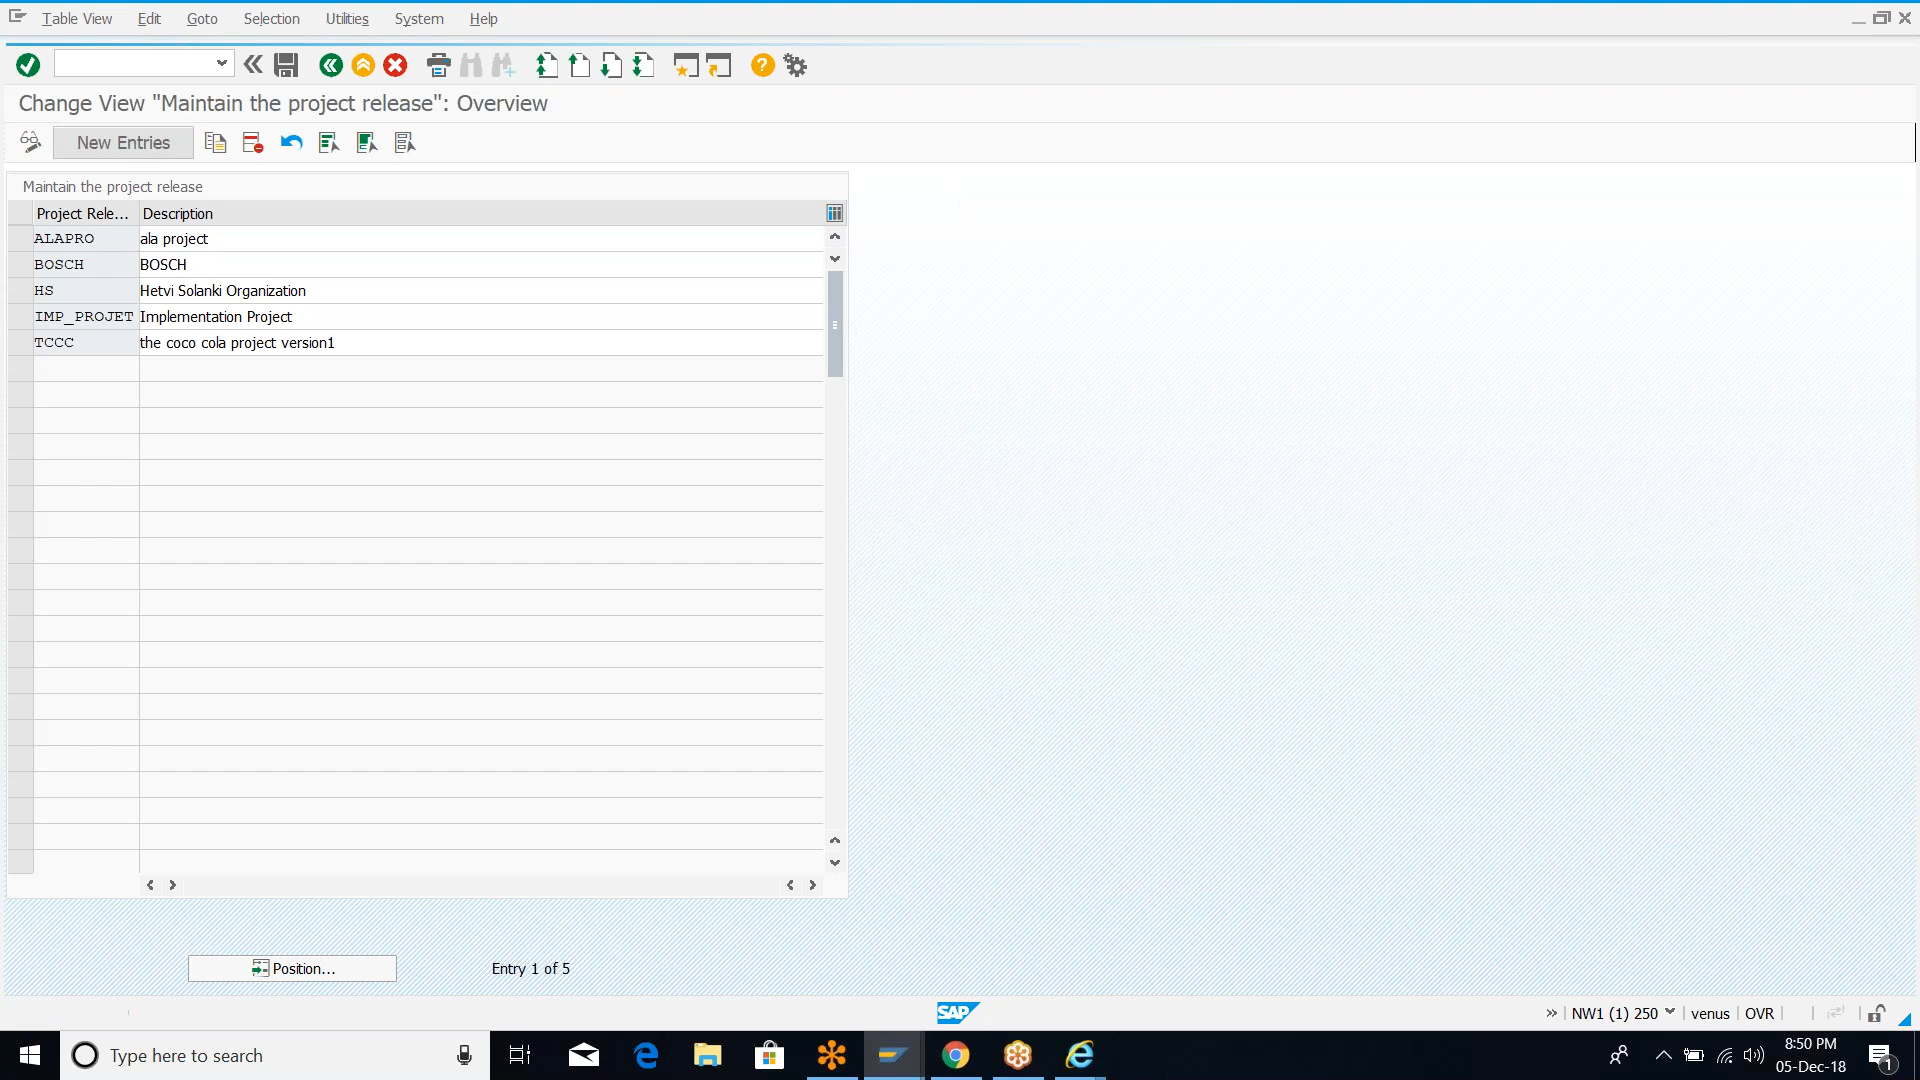 Table View Edit Goto Selection Utilities System Help
Change View "Maintain the project release": Overview
New Entries
Maintain the project release
Project Rele... Description
ALAPRO ala project
BOSCH BOSCH
HS Hetvi Solanki Organization
IMP_PROJET Implementation Project
TCCC the coco cola project version1
Position... Entry 1 of 5
SAP NW1 (1) 250 venus OVR
Type here to search
8:50 PM
05-Dec-18
1